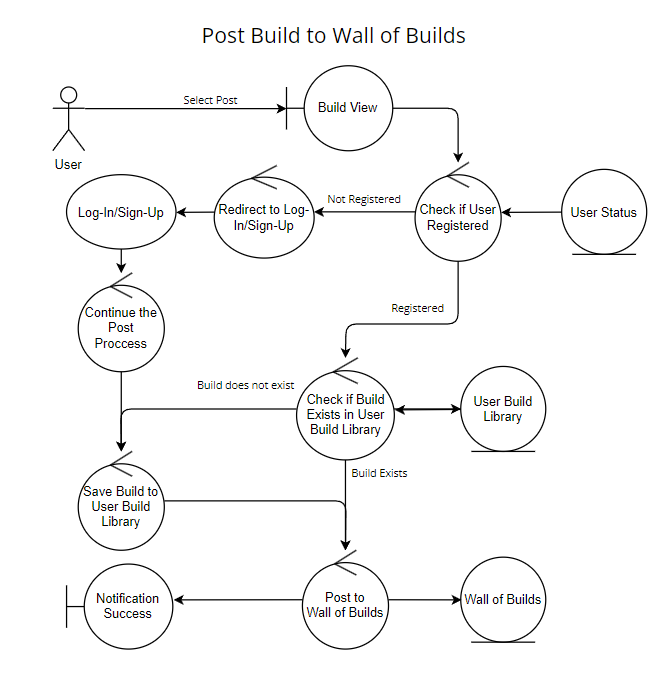 Post Build to Wall of Builds
Select Post
Build View
User
Log-In/Sign-Up
Redirect to Log-
In/Sign-Up
Not Registered
Check if User
Registered
User Status
Continue the
Post
Proccess
Registered
Build does not exist
Check if Build
Exists in User
Build Library
User Build
Library
Build Exists
Save Build to
User Build
Library
Notification
Success
Post to
Wall of Builds
Wall of Builds